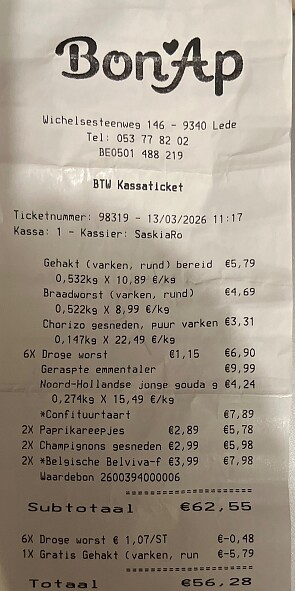 Bon Ap
Wichelsesteenweg 146 - 9340 Lede
Tel: 053 77 82 02
BE0501 488 219
BTW Kassaticket
Ticketnummer: 98319 - 13/03/2026 11:17
Kassa: 1 - Kassier: SaskiaRo
Gehakt (varken, rund) bereid €5,79
0,532kg X 10,89 €/kg
Braadworst (varken, rund) €4,69
0,522kg X 8,99 €/kg
Chorizo gesneden, puur varken €3,31
0,147kg X 22,49 €/kg
6X Droge worst €1,15 €6,90
Geraspte emmentaler €9,99
Noord-Hollandse jonge gouda g €4,24
0,274kg X 15,49 €/kg
*Confituurtaart €7,89
2X Paprikareepjes €2,89 €5,78
2X Champignons gesneden €2,99 €5,98
2X *Belgische Belviva-f €3,99 €7,98
Waardebon 2600394000006
Subtotaal €62,55
6X Droge worst € 1,07/ST €-0,48
1X Gratis Gehakt (varken, run €-5,79
Totaal €56,28